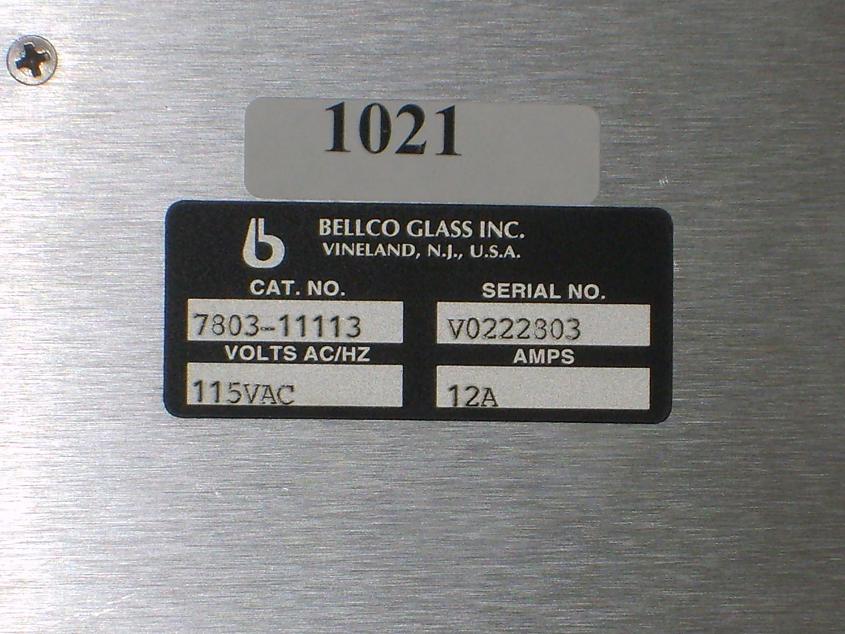 1021
BELLCO GLASS INC.
VINELAND, N.J., U.S.A.
CAT. NO. SERIAL NO.
7803-11113 V0222803
VOLTS AC/HZ AMPS
115VAC 12A